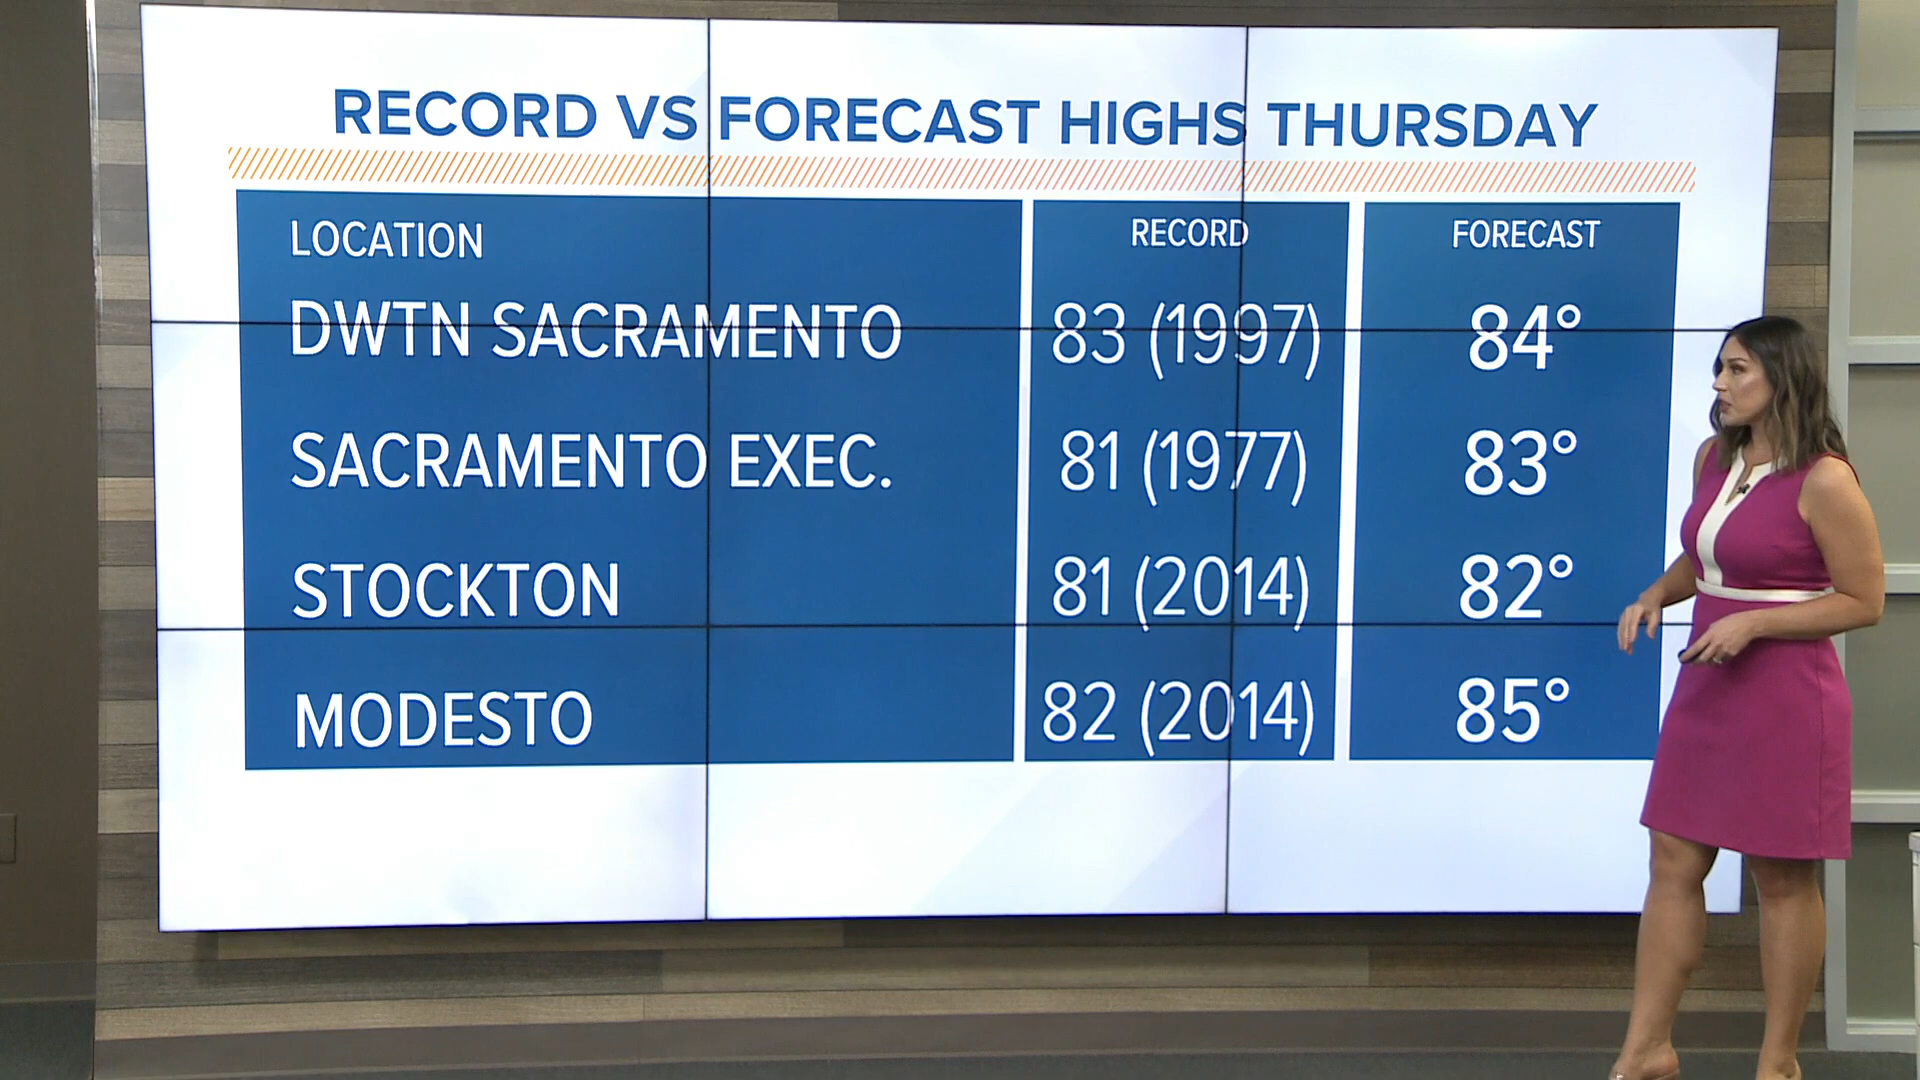 RECORD VS FORECAST HIGHS THURSDAY
LOCATION RECORD FORECAST
DWTN SACRAMENTO 83 (1997) 84°
SACRAMENTO EXEC. 81 (1977) 83°
STOCKTON 81 (2014) 82°
MODESTO 82 (2014) 85°